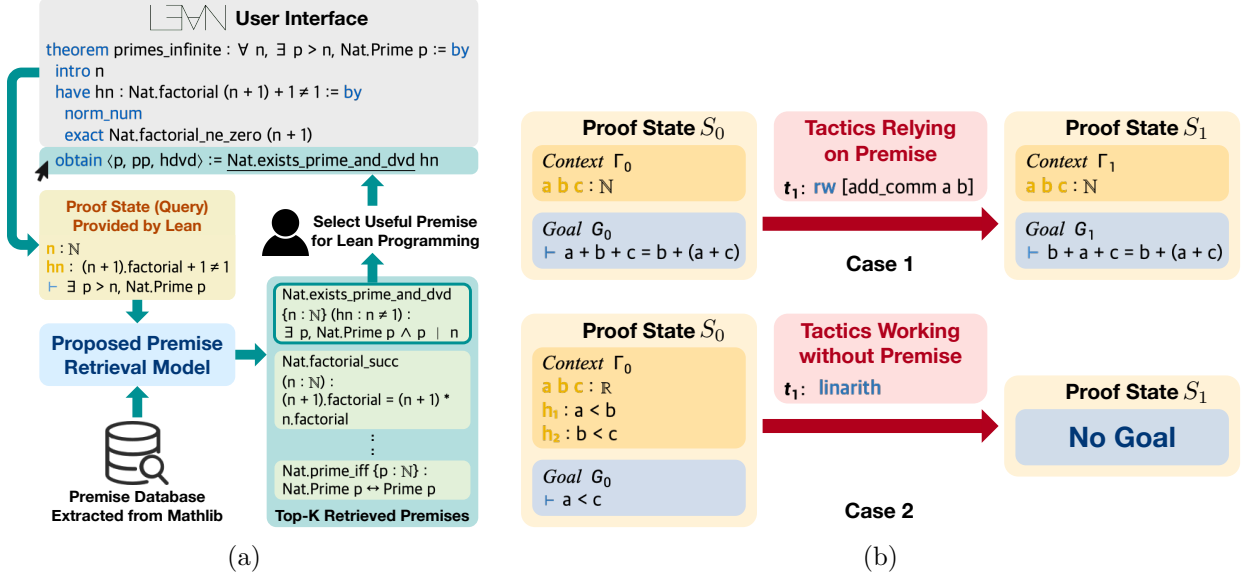 LEAN User Interface
theorem primes_infinite : ∀ n, ∃ p > n, Nat.Prime p := by
intro n
have hn : Nat.factorial (n + 1) + 1 ≠ 1 := by
norm_num
exact Nat.factorial_ne_zero (n + 1)
obtain ⟨p, pp, hdvd⟩ := Nat.exists_prime_and_dvd hn
Proof State (Query)
Provided by Lean
n : ℕ
hn : (n + 1).factorial + 1 ≠ 1
⊢ ∃ p > n, Nat.Prime p
Select Useful Premise
for Lean Programming
Proposed Premise
Retrieval Model
Premise Database
Extracted from Mathlib
Nat.exists_prime_and_dvd
{n : ℕ} (hn : n ≠ 1) :
∃ p, Nat.Prime p ∧ p ∣ n
Nat.factorial_succ
(n : ℕ) :
(n + 1).factorial = (n + 1) *
n.factorial
⋮
Nat.prime_iff {p : ℕ} :
Nat.Prime p ↔ Prime p
Top-K Retrieved Premises
(a)
Proof State S₀
Context Γ₀
a b c : ℕ
Goal G₀
⊢ a + b + c = b + (a + c)
Tactics Relying
on Premise
t₁: rw [add_comm a b]
Case 1
Proof State S₁
Context Γ₁
a b c : ℕ
Goal G₁
⊢ b + a + c = b + (a + c)
Proof State S₀
Context Γ₀
a b c : ℝ
h₁ : a < b
h₂ : b < c
Goal G₀
⊢ a < c
Tactics Working
without Premise
t₁: linarith
Case 2
Proof State S₁
No Goal
(b)